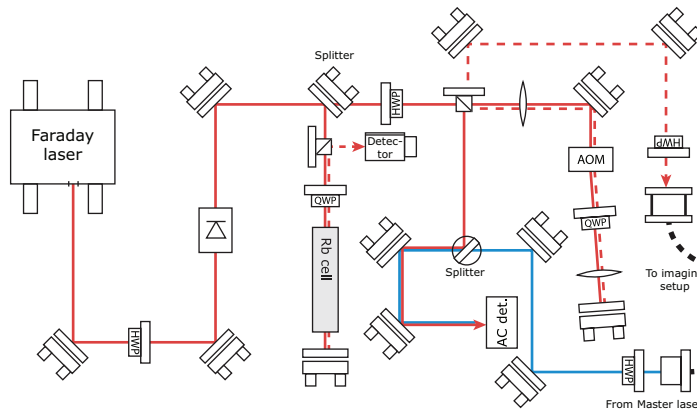 Splitter
Faraday
laser
HWP
Detec-
tor
HWP
AOM
QWP
QWP
Rb cell
To imagin
setup
Splitter
AC det.
HWP
HWP
From Master lase